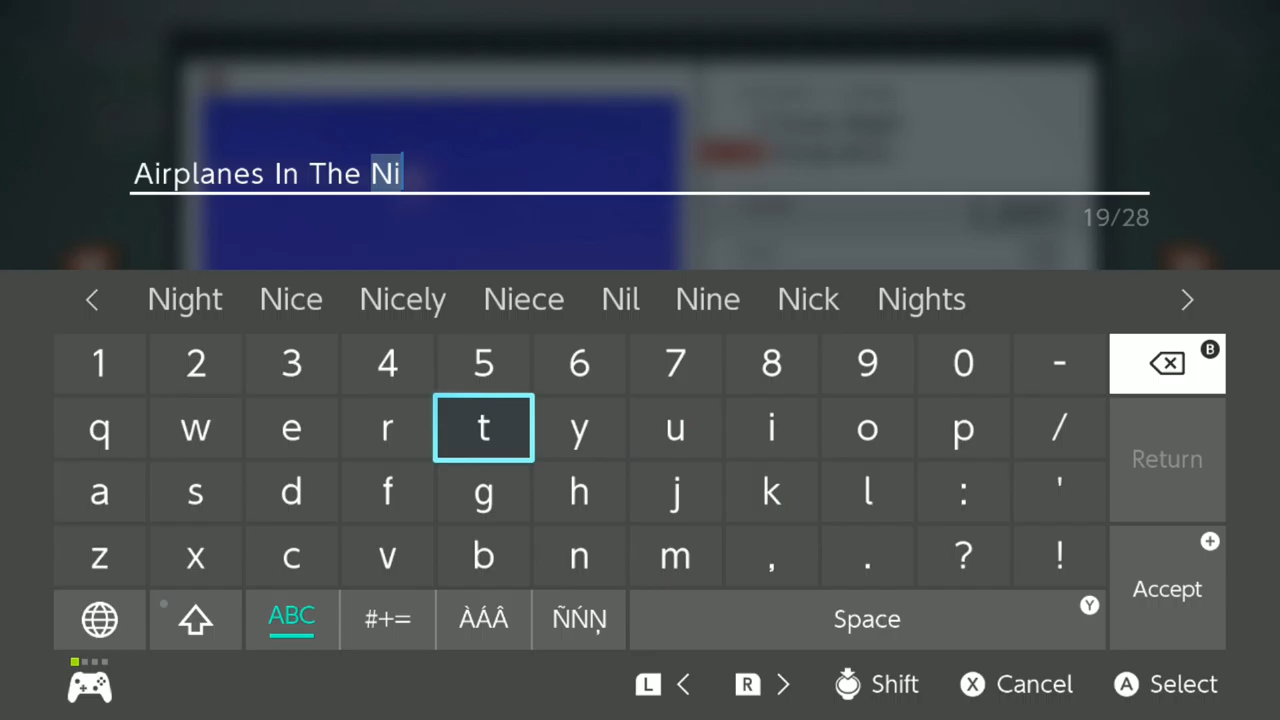 Airplanes In The Ni
19/28
Night Nice Nicely Niece Nil Nine Nick Nights
1 2 3 4 5 6 7 8 9 0 - B
q w e r t y u i o p /
Return
a s d f g h j k l : '
z x c v b n m , . ? ! +
Accept
ABC #+= ÀÁÂ ÑŃŅ Space Y
L R Shift X Cancel A Select